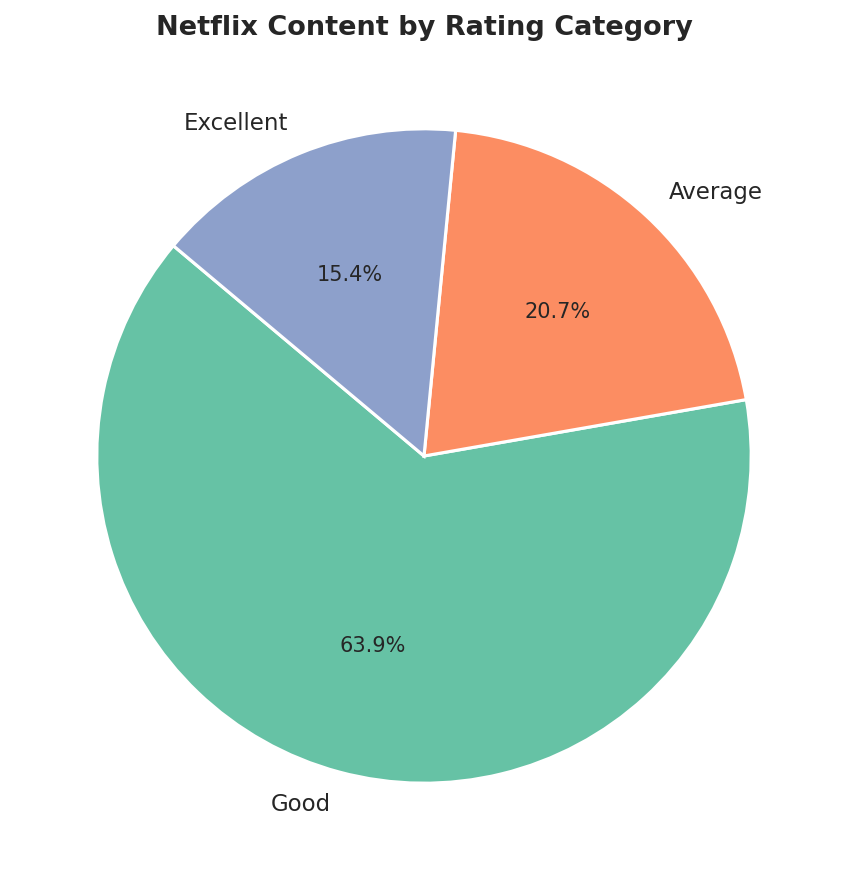 Netflix Content by Rating Category
Excellent
Average
15.4%
20.7%
63.9%
Good